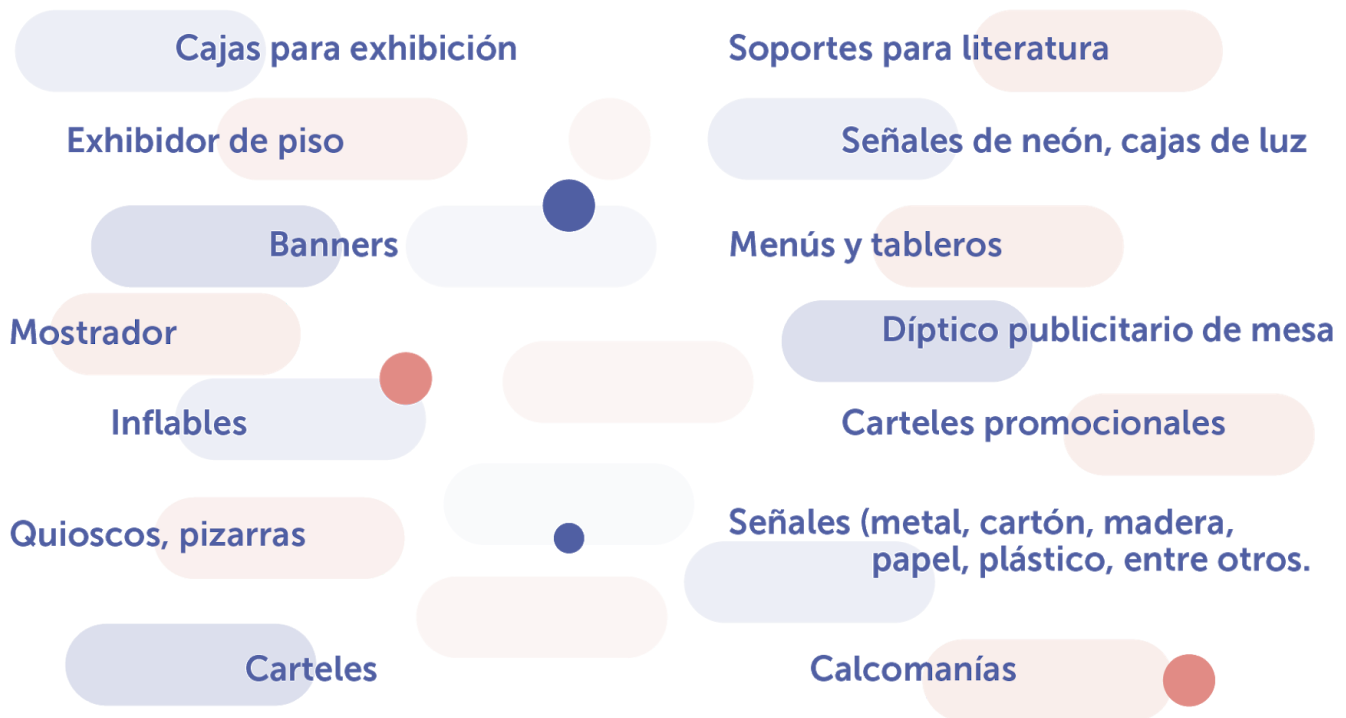 Cajas para exhibición
Exhibidor de piso
Banners
Mostrador
Inflables
Quioscos, pizarras
Carteles
Soportes para literatura
Señales de neón, cajas de luz
Menús y tableros
Díptico publicitario de mesa
Carteles promocionales
Señales (metal, cartón, madera,
papel, plástico, entre otros.
Calcomanías